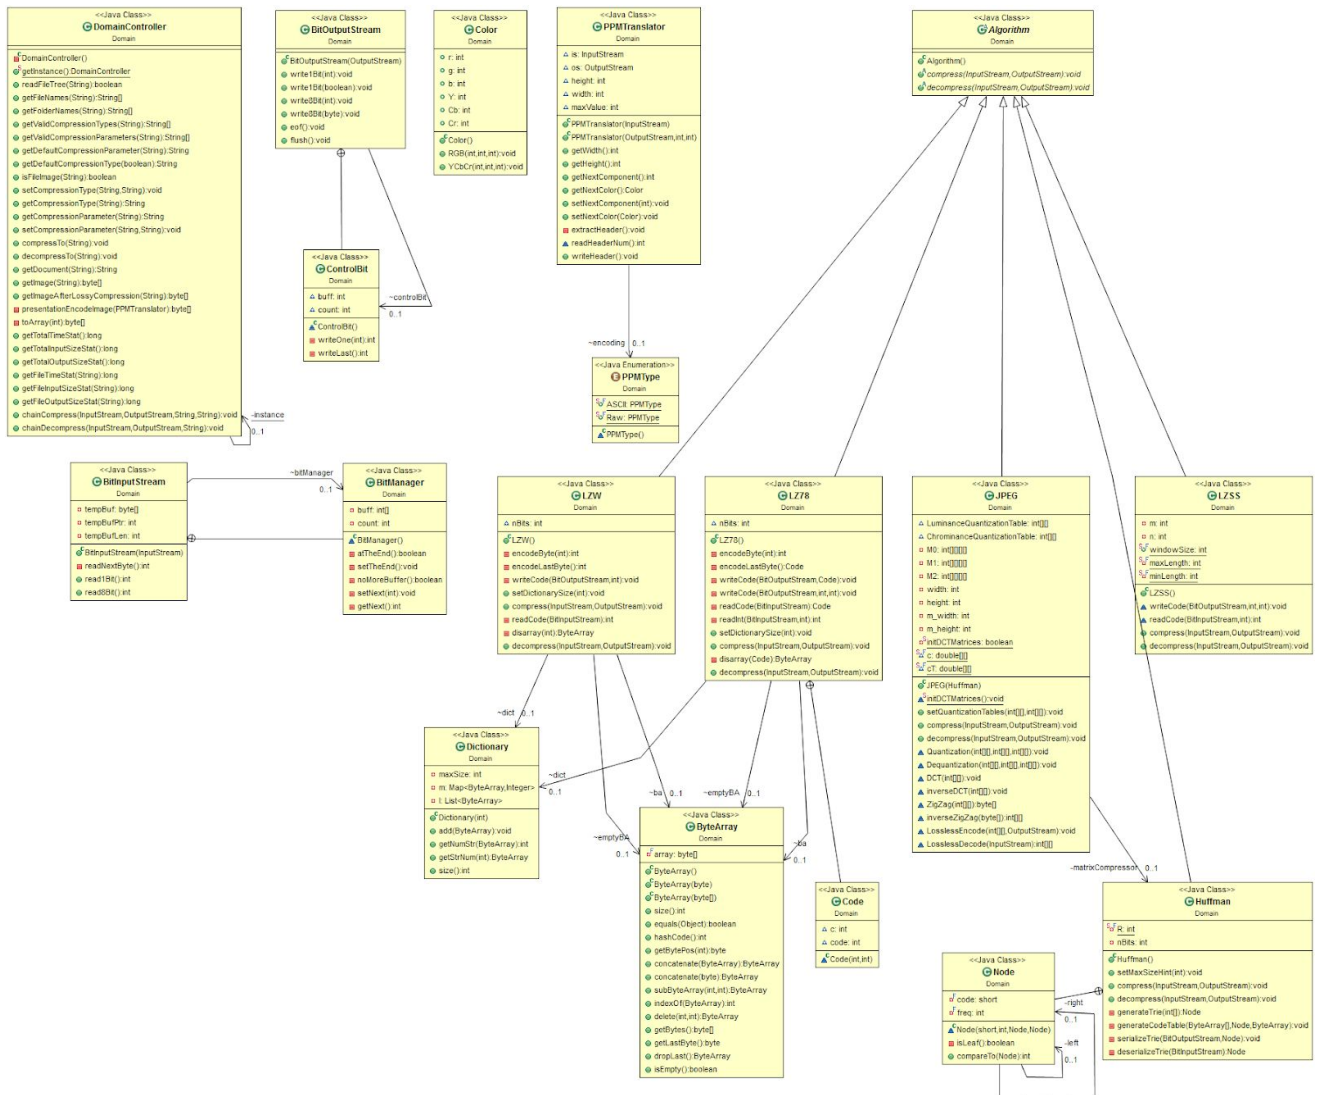 <<Java Class>>
DomainController
Domain
DomainController()
getInstance():DomainController
readFileTree(String):boolean
getFileNames(String):String[]
getFolderNames(String):String[]
getValidCompressionTypes(String):String[]
getValidCompressionParameters(String):String[]
getDefaultCompressionParameter(String):String
getDefaultCompressionType(boolean):String
isFileImage(String):boolean
setCompressionType(String,String):void
getCompressionType(String):String
getCompressionParameter(String):String
setCompressionParameter(String,String):void
compressTo(String):void
decompressTo(String):void
getDocument(String):String
getImage(String):byte[]
getImageAfterLossyCompression(String):byte[]
presentationEncodeImage(PPMTranslator):byte[]
toArray(int):byte[]
getTotalTimeStat():long
getTotalInputSizeStat():long
getTotalOutputSizeStat():long
getFileTimeStat(String):long
getFileInputSizeStat(String):long
getFileOutputSizeStat(String):long
chainCompress(InputStream,OutputStream,String,String):void
chainDecompress(InputStream,OutputStream,String):void
-instance
0..1
<<Java Class>>
BitOutputStream
Domain
BitOutputStream(OutputStream)
write1Bit(int):void
write1Bit(boolean):void
write8Bit(int):void
write8Bit(byte):void
eof():void
flush():void
<<Java Class>>
ControlBit
Domain
buff: int
count: int
ControlBit()
writeOne(int):int
writeLast():int
~controlBit
0..1
<<Java Class>>
Color
Domain
r: int
g: int
b: int
Y: int
Cb: int
Cr: int
Color()
RGB(int,int,int):void
YCbCr(int,int,int):void
<<Java Class>>
PPMTranslator
Domain
is: InputStream
os: OutputStream
height: int
width: int
maxValue: int
PPMTranslator(InputStream)
PPMTranslator(OutputStream,int,int)
getWidth():int
getHeight():int
getNextComponent():int
getNextColor():Color
setNextComponent(int):void
setNextColor(Color):void
extractHeader():void
readHeaderNum():int
writeHeader():void
~encoding
0..1
<<Java Enumeration>>
PPMType
Domain
ASCII: PPMType
Raw: PPMType
PPMType()
<<Java Class>>
Algorithm
Domain
Algorithm()
compress(InputStream,OutputStream):void
decompress(InputStream,OutputStream):void
<<Java Class>>
BitInputStream
Domain
tempBuf: byte[]
tempBufPtr: int
tempBufLen: int
BitInputStream(InputStream)
readNextByte():int
read1Bit():int
read8Bit():int
~bitManager
0..1
<<Java Class>>
BitManager
Domain
buff: int[]
count: int
BitManager()
atTheEnd():boolean
setTheEnd():void
noMoreBuffer():boolean
setNext(int):void
getNext():int
<<Java Class>>
LZW
Domain
nBits: int
LZW()
encodeByte(int):int
encodeLastByte():int
writeCode(BitOutputStream,int):void
setDictionarySize(int):void
compress(InputStream,OutputStream):void
readCode(BitInputStream):int
disarray(int):ByteArray
decompress(InputStream,OutputStream):void
<<Java Class>>
LZ78
Domain
nBits: int
LZ78()
encodeByte(int):int
encodeLastByte():Code
writeCode(BitOutputStream,Code):void
writeCode(BitOutputStream,int,int):void
readCode(BitInputStream):Code
readInt(BitInputStream,int):int
setDictionarySize(int):void
compress(InputStream,OutputStream):void
disarray(Code):ByteArray
decompress(InputStream,OutputStream):void
<<Java Class>>
JPEG
Domain
LuminanceQuantizationTable: int[][]
ChrominanceQuantizationTable: int[][]
M0: int[][][][]
M1: int[][][][]
M2: int[][][][]
width: int
height: int
m_width: int
m_height: int
initDCTMatrices: boolean
c: double[][]
cT: double[][]
JPEG(Huffman)
initDCTMatrices():void
setQuantizationTables(int[][],int[][]):void
compress(InputStream,OutputStream):void
decompress(InputStream,OutputStream):void
Quantization(int[][],int[][],int[][]):void
Dequantization(int[][],int[][],int[][]):void
DCT(int[][]):void
inverseDCT(int[][]):void
ZigZag(int[][]):byte[]
inverseZigZag(byte[]):int[][]
LosslessEncode(int[][],OutputStream):void
LosslessDecode(InputStream):int[][]
<<Java Class>>
LZSS
Domain
m: int
n: int
windowSize: int
maxLength: int
minLength: int
LZSS()
writeCode(BitOutputStream,int,int):void
readCode(BitInputStream,int):int
compress(InputStream,OutputStream):void
decompress(InputStream,OutputStream):void
~dict
0..1
<<Java Class>>
Dictionary
Domain
maxSize: int
m: Map<ByteArray,Integer>
l: List<ByteArray>
Dictionary(int)
add(ByteArray):void
getNumStr(ByteArray):int
getStrNum(int):ByteArray
size():int
~dict
0..1
~ba
0..1
~emptyBA
0..1
~emptyBA
0..1
~ba
0..1
<<Java Class>>
ByteArray
Domain
array: byte[]
ByteArray()
ByteArray(byte)
ByteArray(byte[])
size():int
equals(Object):boolean
hashCode():int
getBytePos(int):byte
concatenate(ByteArray):ByteArray
concatenate(byte):ByteArray
subByteArray(int,int):ByteArray
indexOf(ByteArray):int
delete(int,int):ByteArray
getBytes():byte[]
getLastByte():byte
dropLast():ByteArray
isEmpty():boolean
<<Java Class>>
Code
Domain
c: int
code: int
Code(int,int)
-matrixCompressor
0..1
<<Java Class>>
Huffman
Domain
R: int
nBits: int
Huffman()
setMaxSizeHint(int):void
compress(InputStream,OutputStream):void
decompress(InputStream,OutputStream):void
generateTrie(int[]):Node
generateCodeTable(ByteArray[],Node,ByteArray):void
serializeTrie(BitOutputStream,Node):void
deserializeTrie(BitInputStream):Node
<<Java Class>>
Node
Domain
code: short
freq: int
Node(short,int,Node,Node)
isLeaf():boolean
compareTo(Node):int
-right
0..1
-left
0..1